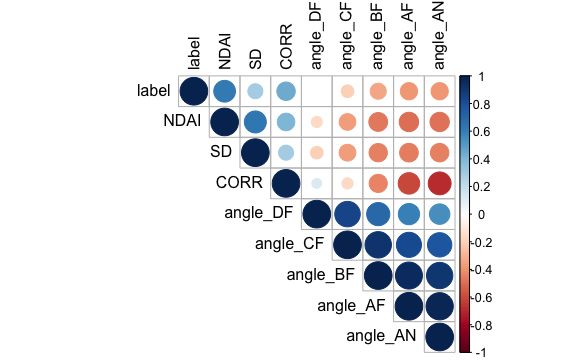 label
NDAI
SD
CORR
angle_DF
angle_CF
angle_BF
angle_AF
angle_AN
label
NDAI
SD
CORR
angle_DF
angle_CF
angle_BF
angle_AF
angle_AN
1
0.8
0.6
0.4
0.2
0
-0.2
-0.4
-0.6
-0.8
-1